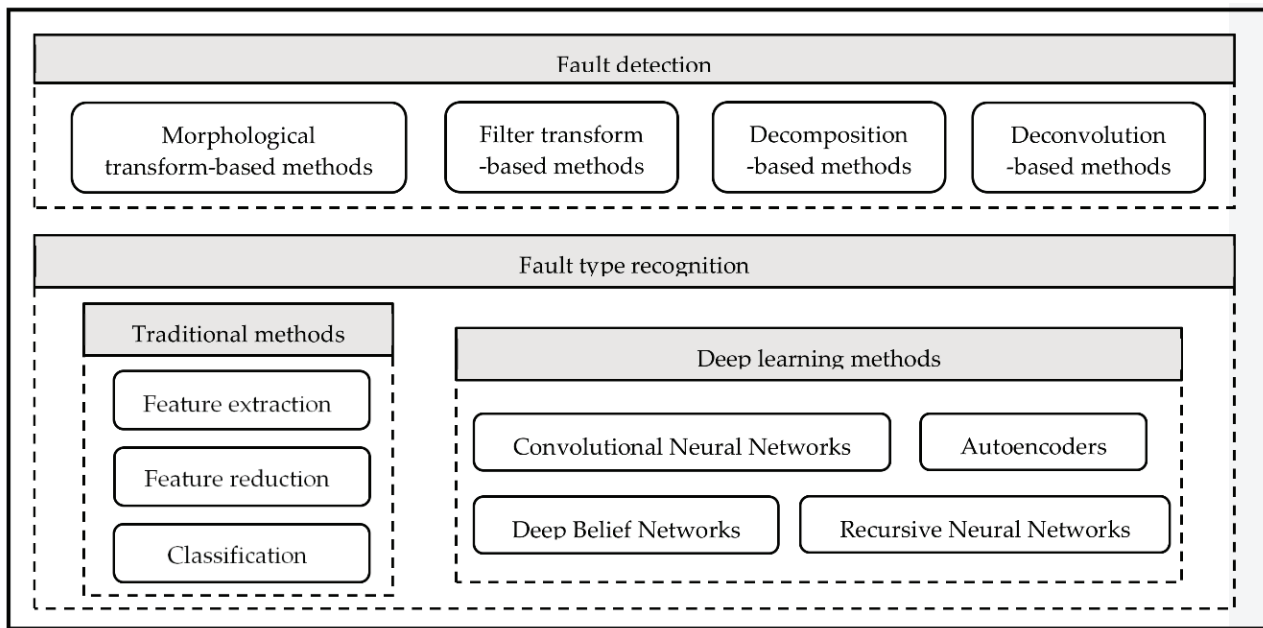 Fault detection
Morphological
transform-based methods
Filter transform
-based methods
Decomposition
-based methods
Deconvolution
-based methods
Fault type recognition
Traditional methods
Feature extraction
Feature reduction
Classification
Deep learning methods
Convolutional Neural Networks
Autoencoders
Deep Belief Networks
Recursive Neural Networks